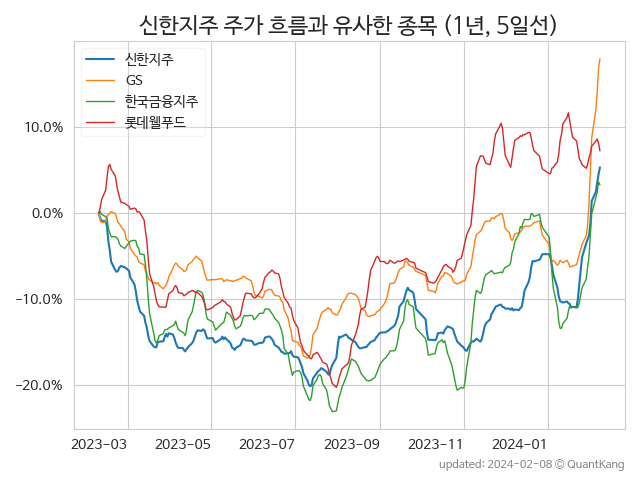 신한지주 주가 흐름과 유사한 종목 (1년, 5일선)
신한지주
GS
한국금융지주
롯데웰푸드
10.0%
0.0%
−10.0%
−20.0%
2023-03 2023-05 2023-07 2023-09 2023-11 2024-01
updated: 2024-02-08 © QuantKang